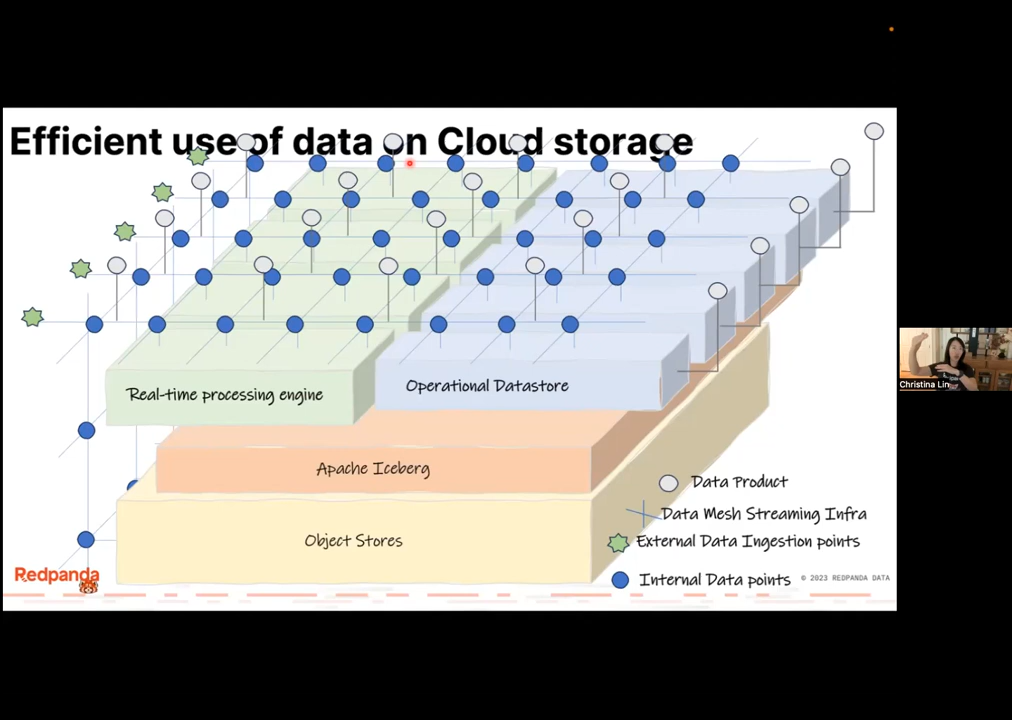 Efficient use of data on Cloud storage
Real-time processing engine
Operational Datastore
Apache Iceberg
Object Stores
Data Product
Data Mesh Streaming Infra
External Data Ingestion points
Internal Data points
Redpanda
© 2023 REDPANDA DATA
Christina Lin